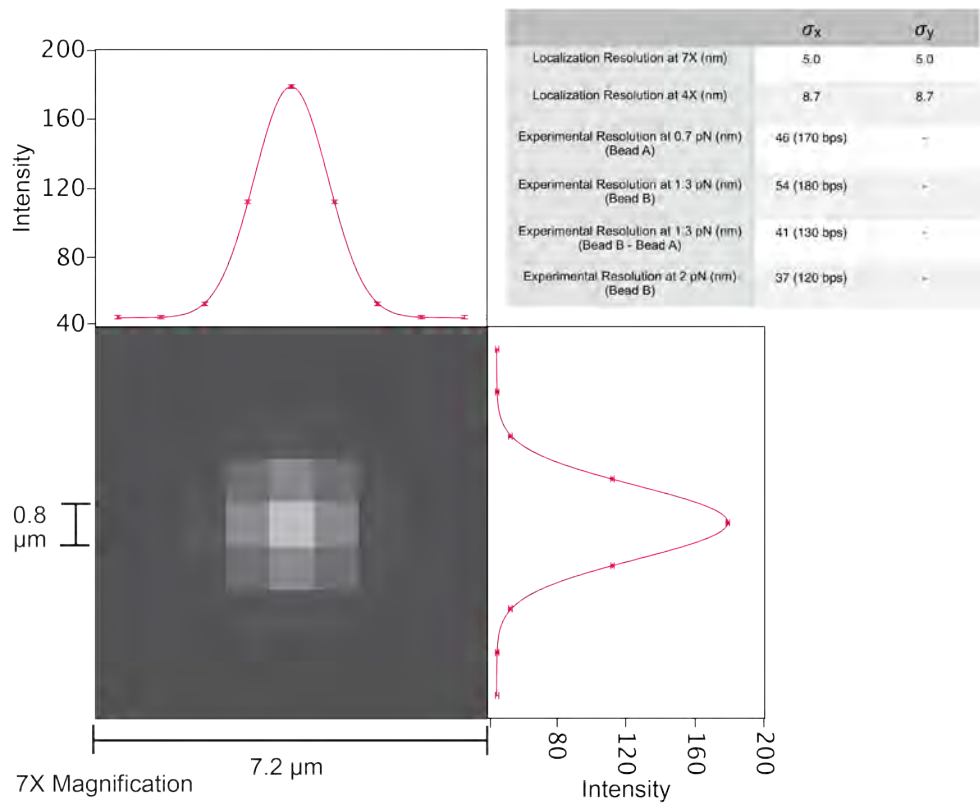 200
160
120
80
40
Intensity
σx σy
Localization Resolution at 7X (nm) 5.0 5.0
Localization Resolution at 4X (nm) 8.7 8.7
Experimental Resolution at 0.7 pN (nm) 46 (170 bps) -
(Bead A)
Experimental Resolution at 1.3 pN (nm) 54 (180 bps) -
(Bead B)
Experimental Resolution at 1.3 pN (nm) 41 (130 bps) -
(Bead B - Bead A)
Experimental Resolution at 2 pN (nm) 37 (120 bps) -
(Bead B)
0.8
μm
80
120
160
200
Intensity
7.2 μm
7X Magnification